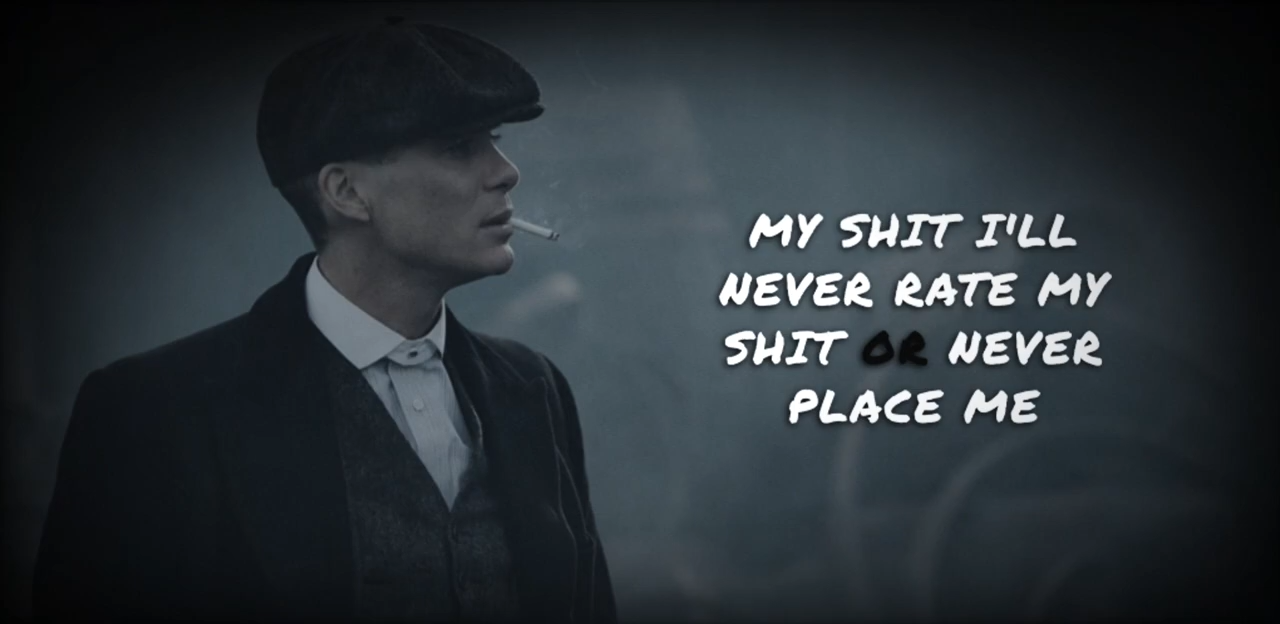 MY SHIT I'LL
NEVER RATE MY
SHIT OR NEVER
PLACE ME